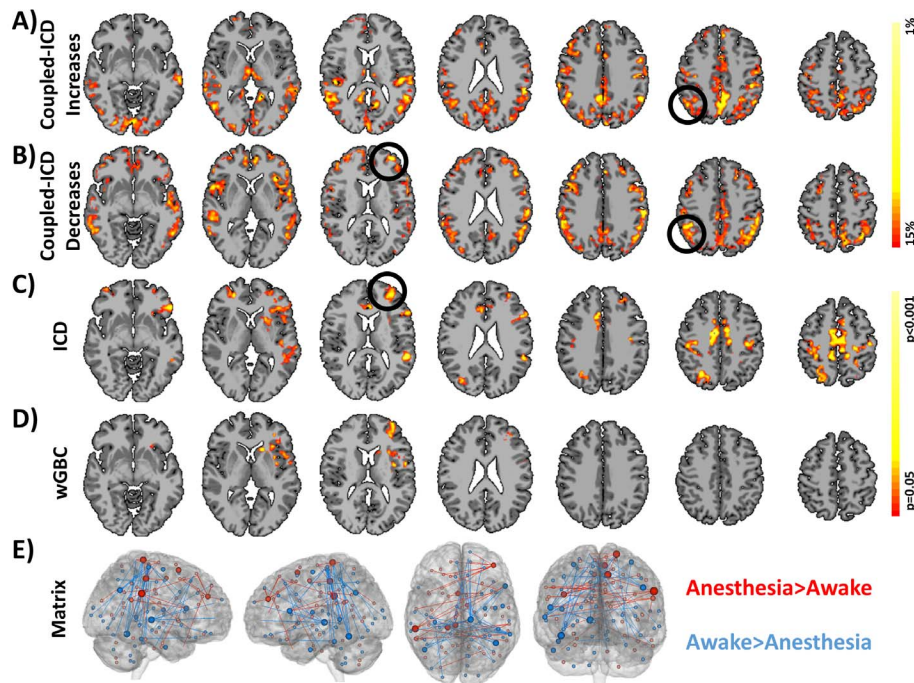 A)
Coupled-ICD
Increases
1%
B)
Coupled-ICD
Decreases
15%
C)
ICD
p<0.001
D)
wGBC
p=0.05
E)
Matrix
Anesthesia>Awake
Awake>Anesthesia